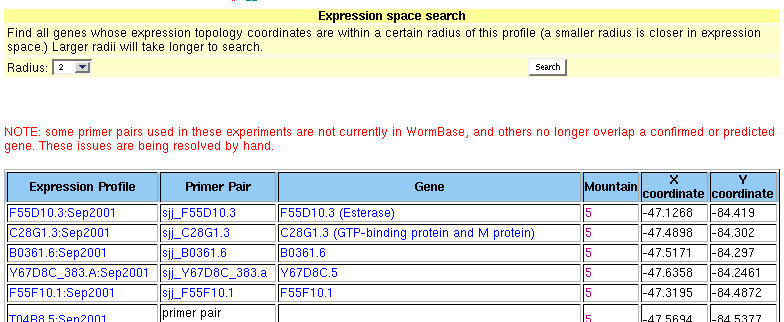 Expression space search
Find all genes whose expression topology coordinates are within a certain radius of this profile (a smaller radius is closer in expression
space.) Larger radii will take longer to search.
Radius: 2 Search
NOTE: some primer pairs used in these experiments are not currently in WormBase, and others no longer overlap a confirmed or predicted
gene. These issues are being resolved by hand.
Expression Profile Primer Pair Gene Mountain X coordinate Y coordinate
F55D10.3:Sep2001 sjj_F55D10.3 F55D10.3 (Esterase) 5 -47.1268 -84.419
C28G1.3:Sep2001 sjj_C28G1.3 C28G1.3 (GTP-binding protein and M protein) 5 -47.4898 -84.302
B0361.6:Sep2001 sjj_B0361.6 B0361.6 5 -47.5171 -84.297
Y67D8C_383.A:Sep2001 sjj_Y67D8C_383.a Y67D8C.5 5 -47.6358 -84.2461
F55F10.1:Sep2001 sjj_F55F10.1 F55F10.1 5 -47.3195 -84.4872
T04B8.5:Sep2001 primer pair 5 -47.5694 -84.5377